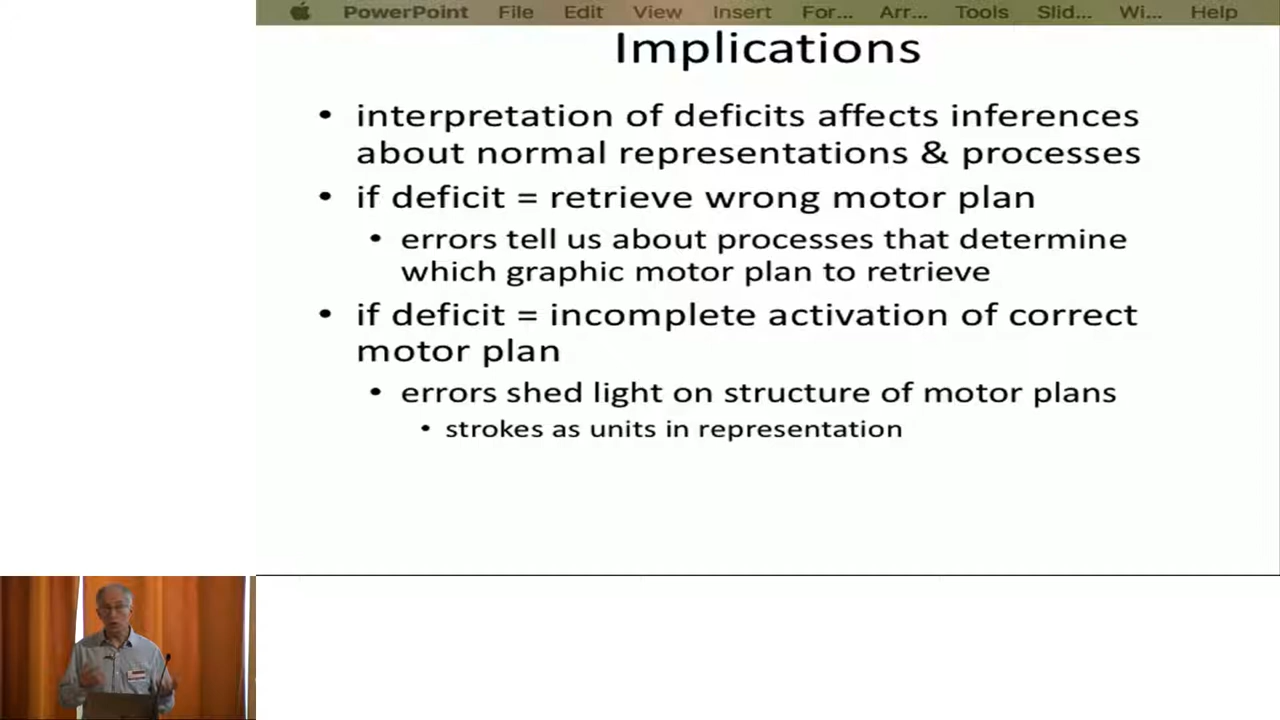 PowerPoint File Edit View Insert For... Arr... Tools Slid... Wi... Help
Implications
• interpretation of deficits affects inferences
about normal representations & processes
• if deficit = retrieve wrong motor plan
• errors tell us about processes that determine
which graphic motor plan to retrieve
• if deficit = incomplete activation of correct
motor plan
• errors shed light on structure of motor plans
• strokes as units in representation